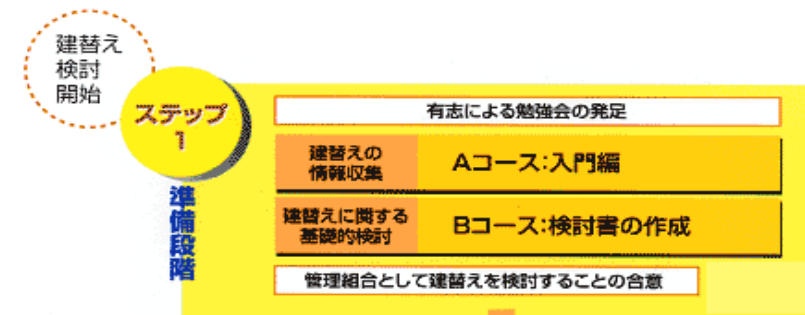 建替え
検討
開始
ステップ
1
準備段階
有志による勉強会の発足
建替えの
情報収集
Aコース:入門編
建替えに関する
基礎的検討
Bコース:検討書の作成
管理組合として建替えを検討することの合意